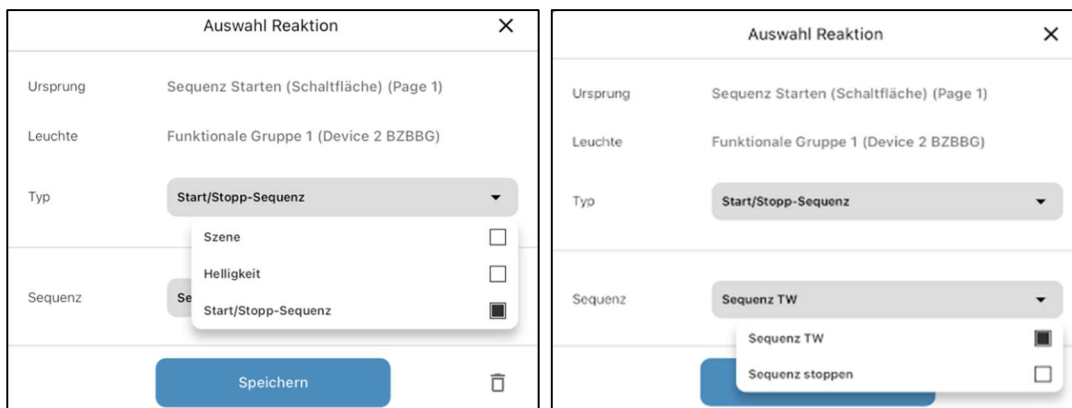 Auswahl Reaktion
Ursprung Sequenz Starten (Schaltfläche) (Page 1)
Leuchte Funktionale Gruppe 1 (Device 2 BZBBG)
Typ Start/Stopp-Sequenz
Szene
Helligkeit
Sequenz Se
Start/Stopp-Sequenz
Speichern
Auswahl Reaktion
Ursprung Sequenz Starten (Schaltfläche) (Page 1)
Leuchte Funktionale Gruppe 1 (Device 2 BZBBG)
Typ Start/Stopp-Sequenz
Sequenz Sequenz TW
Sequenz TW
Sequenz stoppen